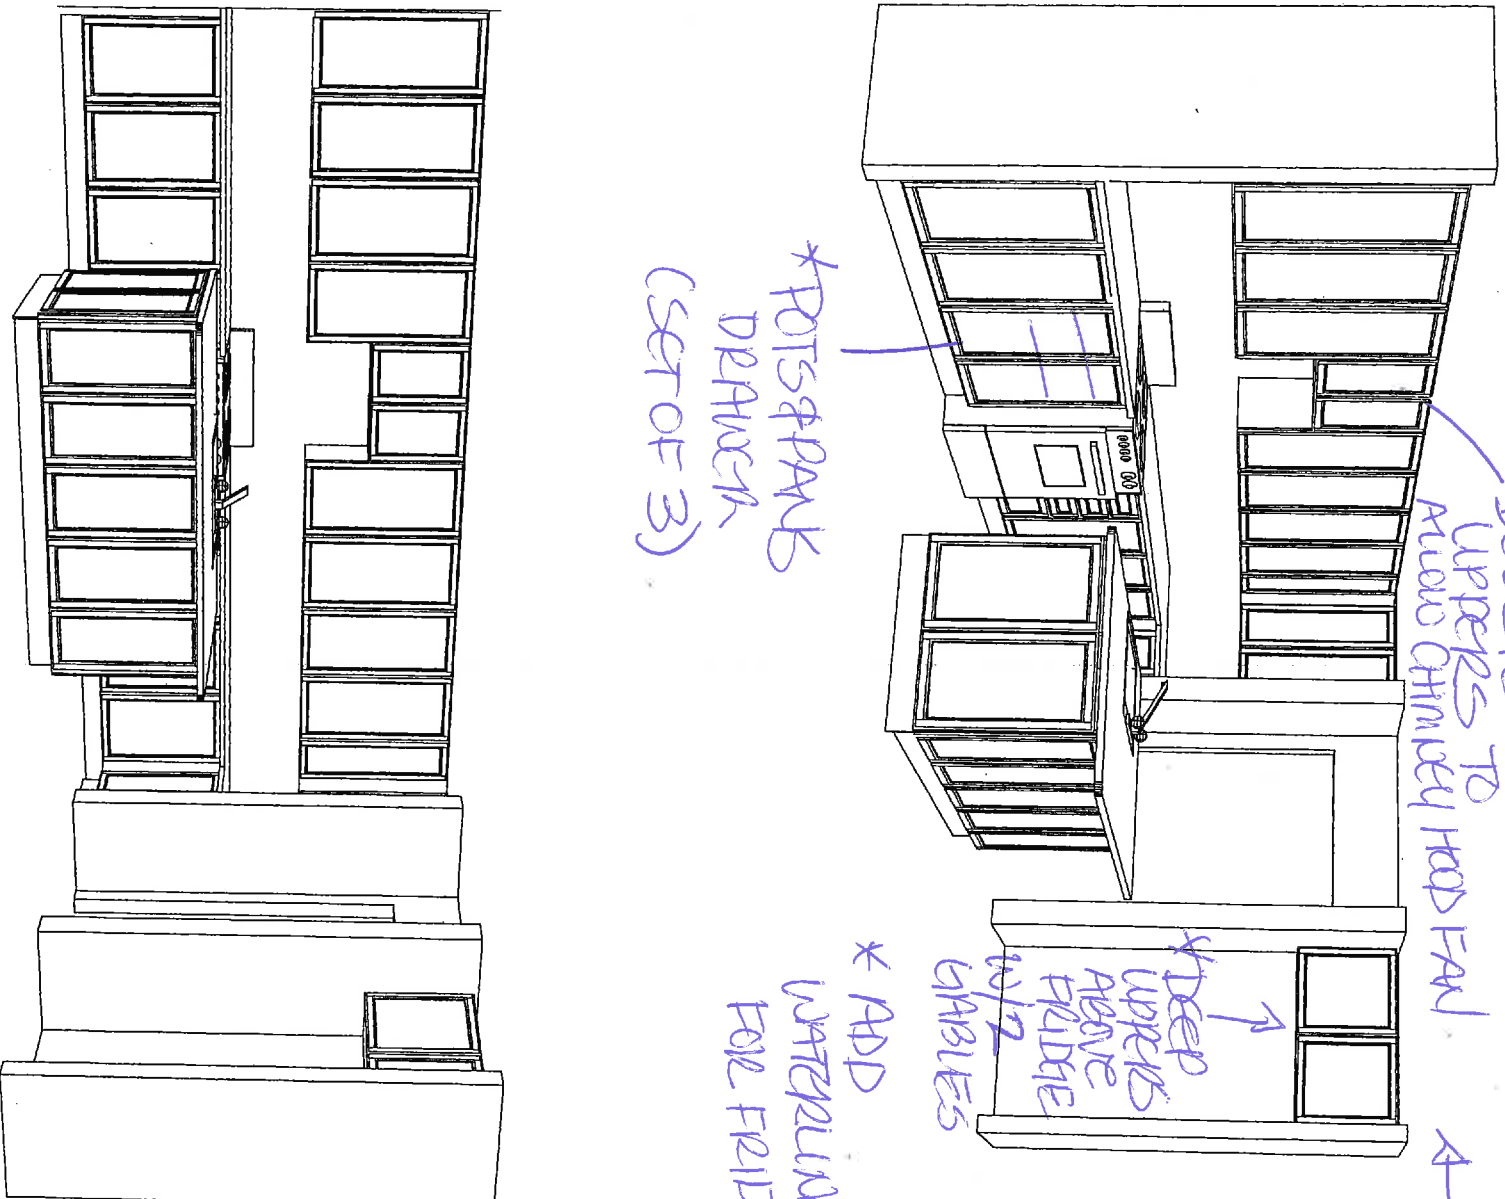 UPPERS TO
ALLOW CHIMNEY HOOD FAN
*POTS & PANS
DRAWER
(SET OF 3)
*DEEP
UPPERS
ABOVE
FRIDGE
W/2
GABLES
* ADD
FOR